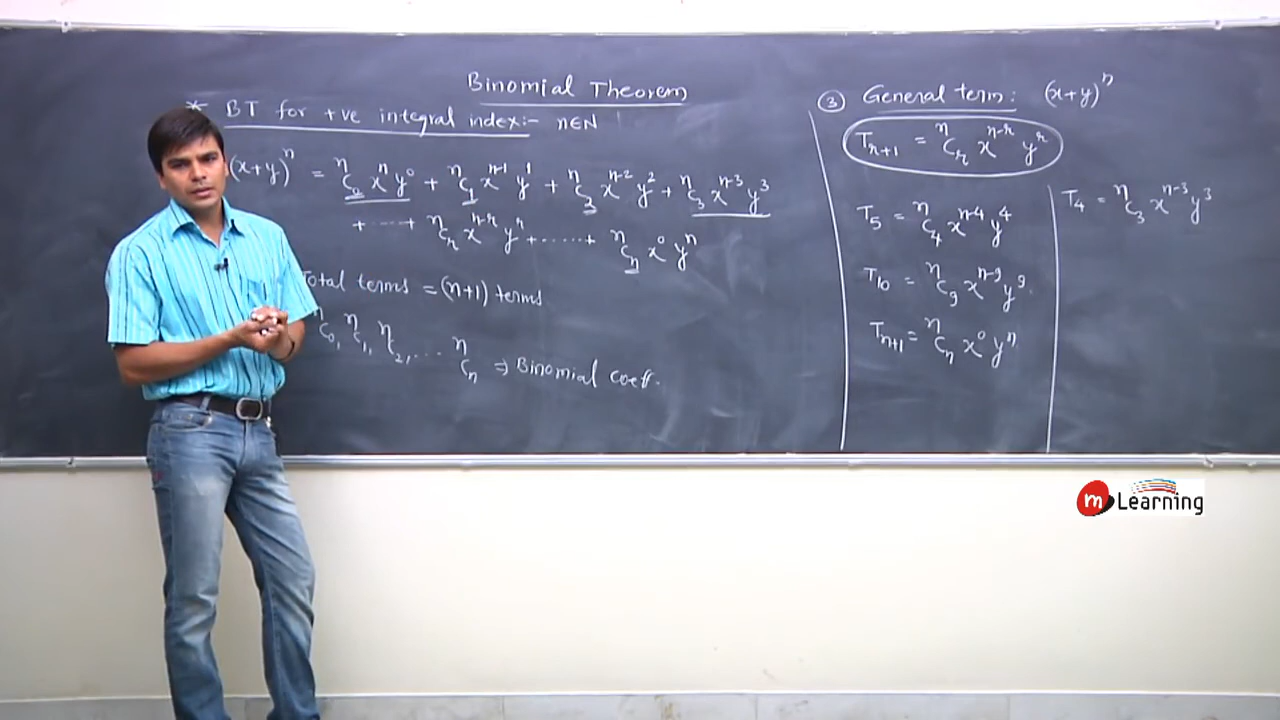 Binomial Theorem
* BT for +ve integral index:- n∈N
(x+y)ⁿ = ⁿC₀ xⁿ y⁰ + ⁿC₁ xⁿ⁻¹ y¹ + ⁿC₂ xⁿ⁻² y² + ⁿC₃ xⁿ⁻³ y³
+ ..... + ⁿCᵣ xⁿ⁻ʳ yʳ + ...... + ⁿCₙ x⁰ yⁿ
Total terms = (n+1) terms
ⁿC₀, ⁿC₁, ⁿC₂, ... ⁿCₙ ⇒ Binomial coeff.
③ General term: (x+y)ⁿ
Tᵣ₊₁ = ⁿCᵣ xⁿ⁻ʳ yʳ
T₅ = ⁿC₄ xⁿ⁻⁴ y⁴
T₁₀ = ⁿC₉ xⁿ⁻⁹ y⁹
Tₙ₊₁ = ⁿCₙ x⁰ yⁿ
T₄ = ⁿC₃ xⁿ⁻³ y³
m Learning